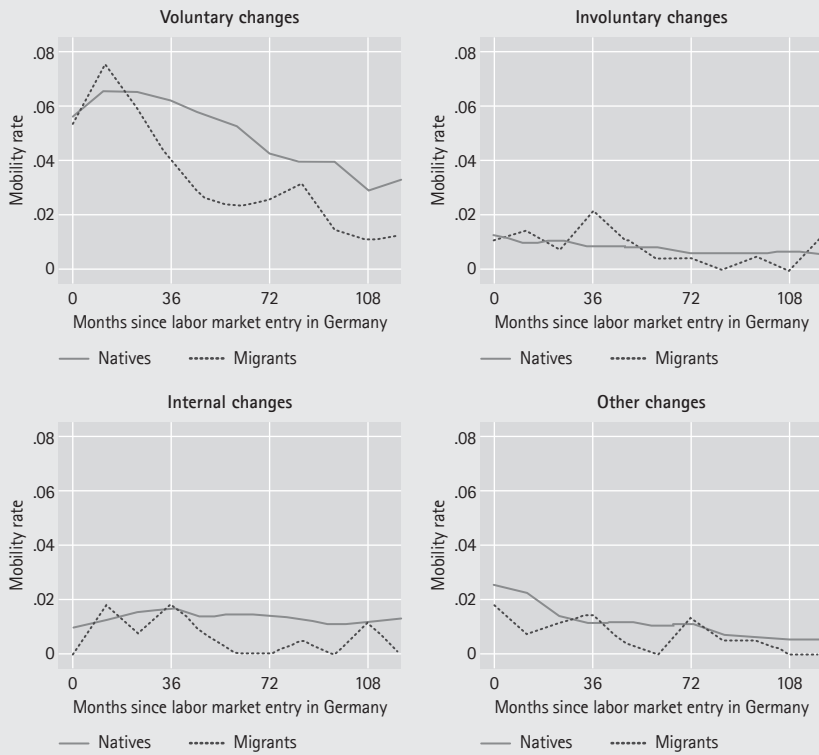 Voluntary changes
.08
.06
.04
.02
0
Mobility rate
0 36 72 108
Months since labor market entry in Germany
Natives Migrants
Involuntary changes
.08
.06
.04
.02
0
Mobility rate
0 36 72 108
Months since labor market entry in Germany
Natives Migrants
Internal changes
.08
.06
.04
.02
0
Mobility rate
0 36 72 108
Months since labor market entry in Germany
Natives Migrants
Other changes
.08
.06
.04
.02
0
Mobility rate
0 36 72 108
Months since labor market entry in Germany
Natives Migrants